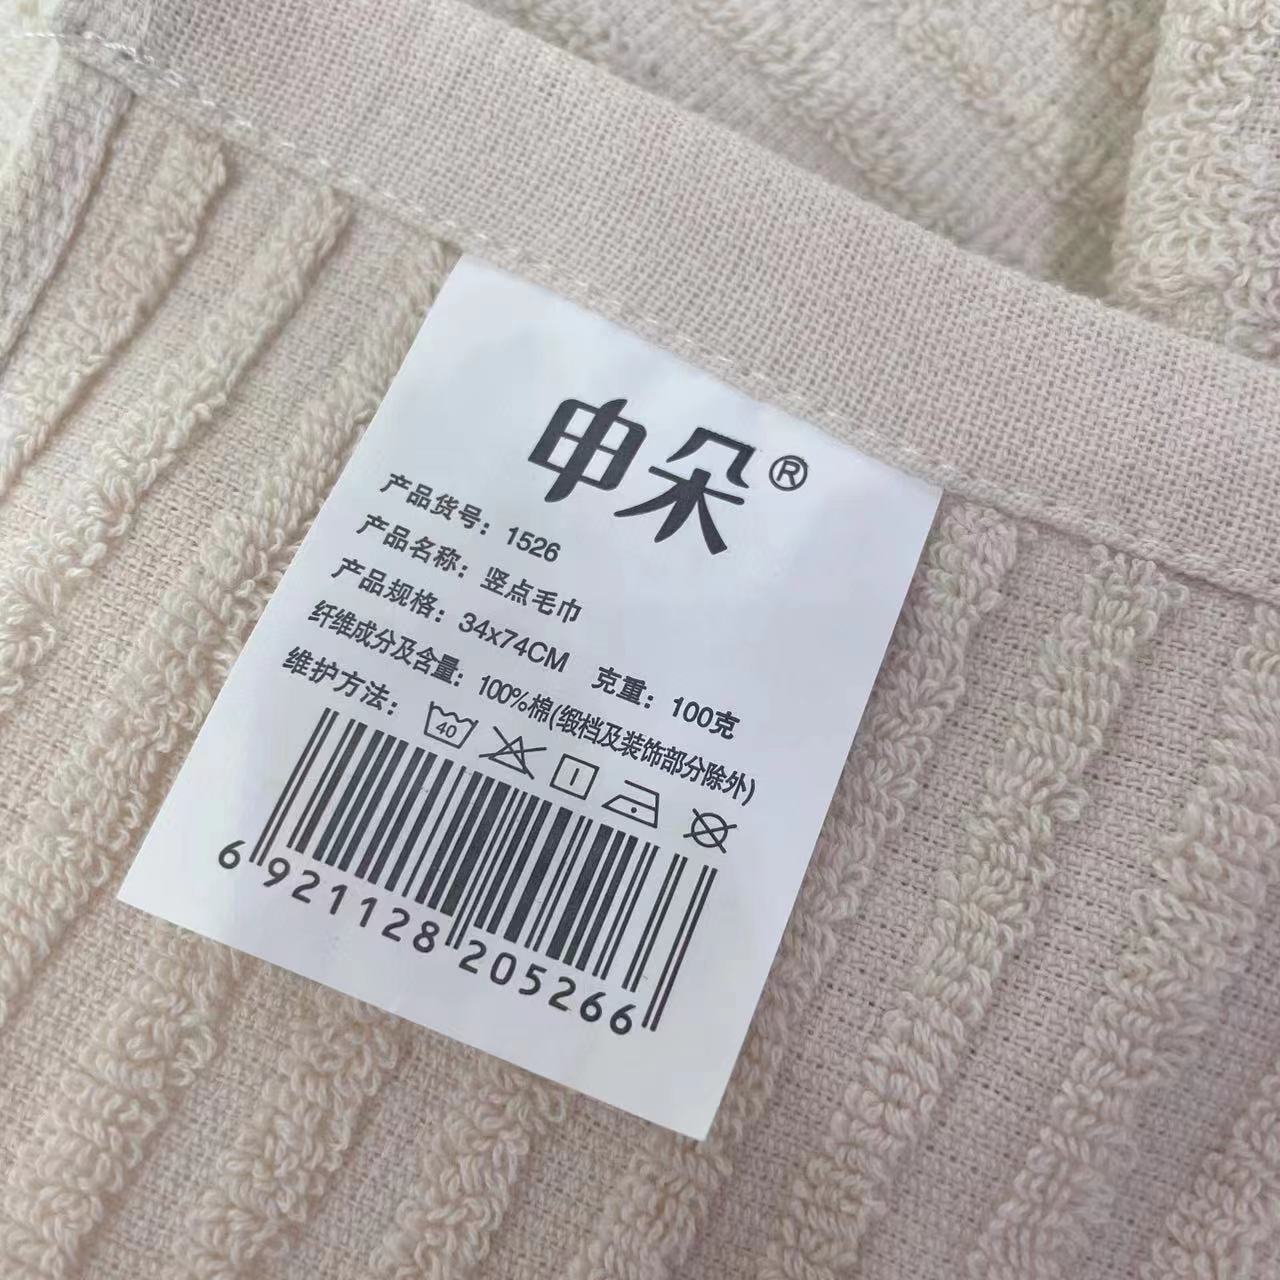 申朵®
产品货号：1526
产品名称：竖点毛巾
产品规格：34x74CM 克重：100克
纤维成分及含量：100%棉(缎档及装饰部分除外)
维护方法：40
6 921128 205266